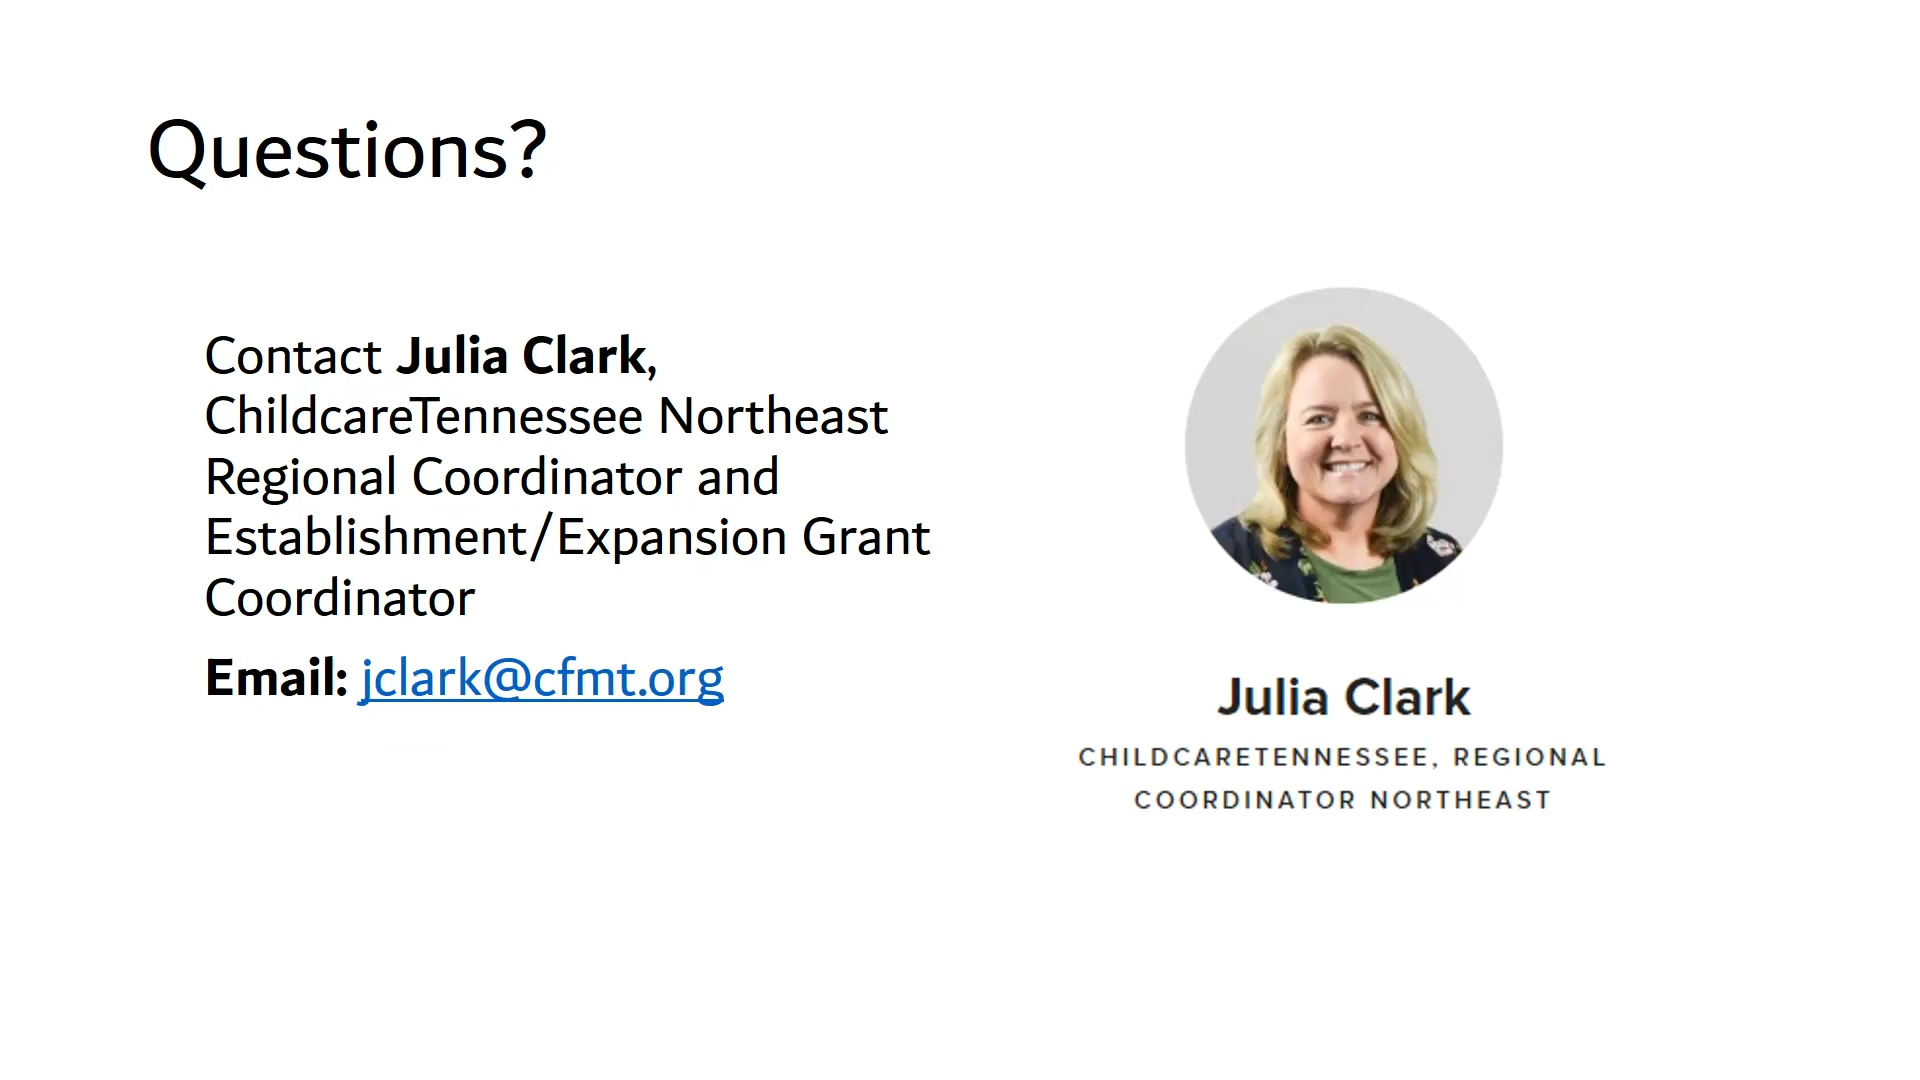 Questions?
Contact Julia Clark,
ChildcareTennessee Northeast
Regional Coordinator and
Establishment/Expansion Grant
Coordinator
Email: jclark@cfmt.org
Julia Clark
CHILDCARETENNESSEE, REGIONAL
COORDINATOR NORTHEAST